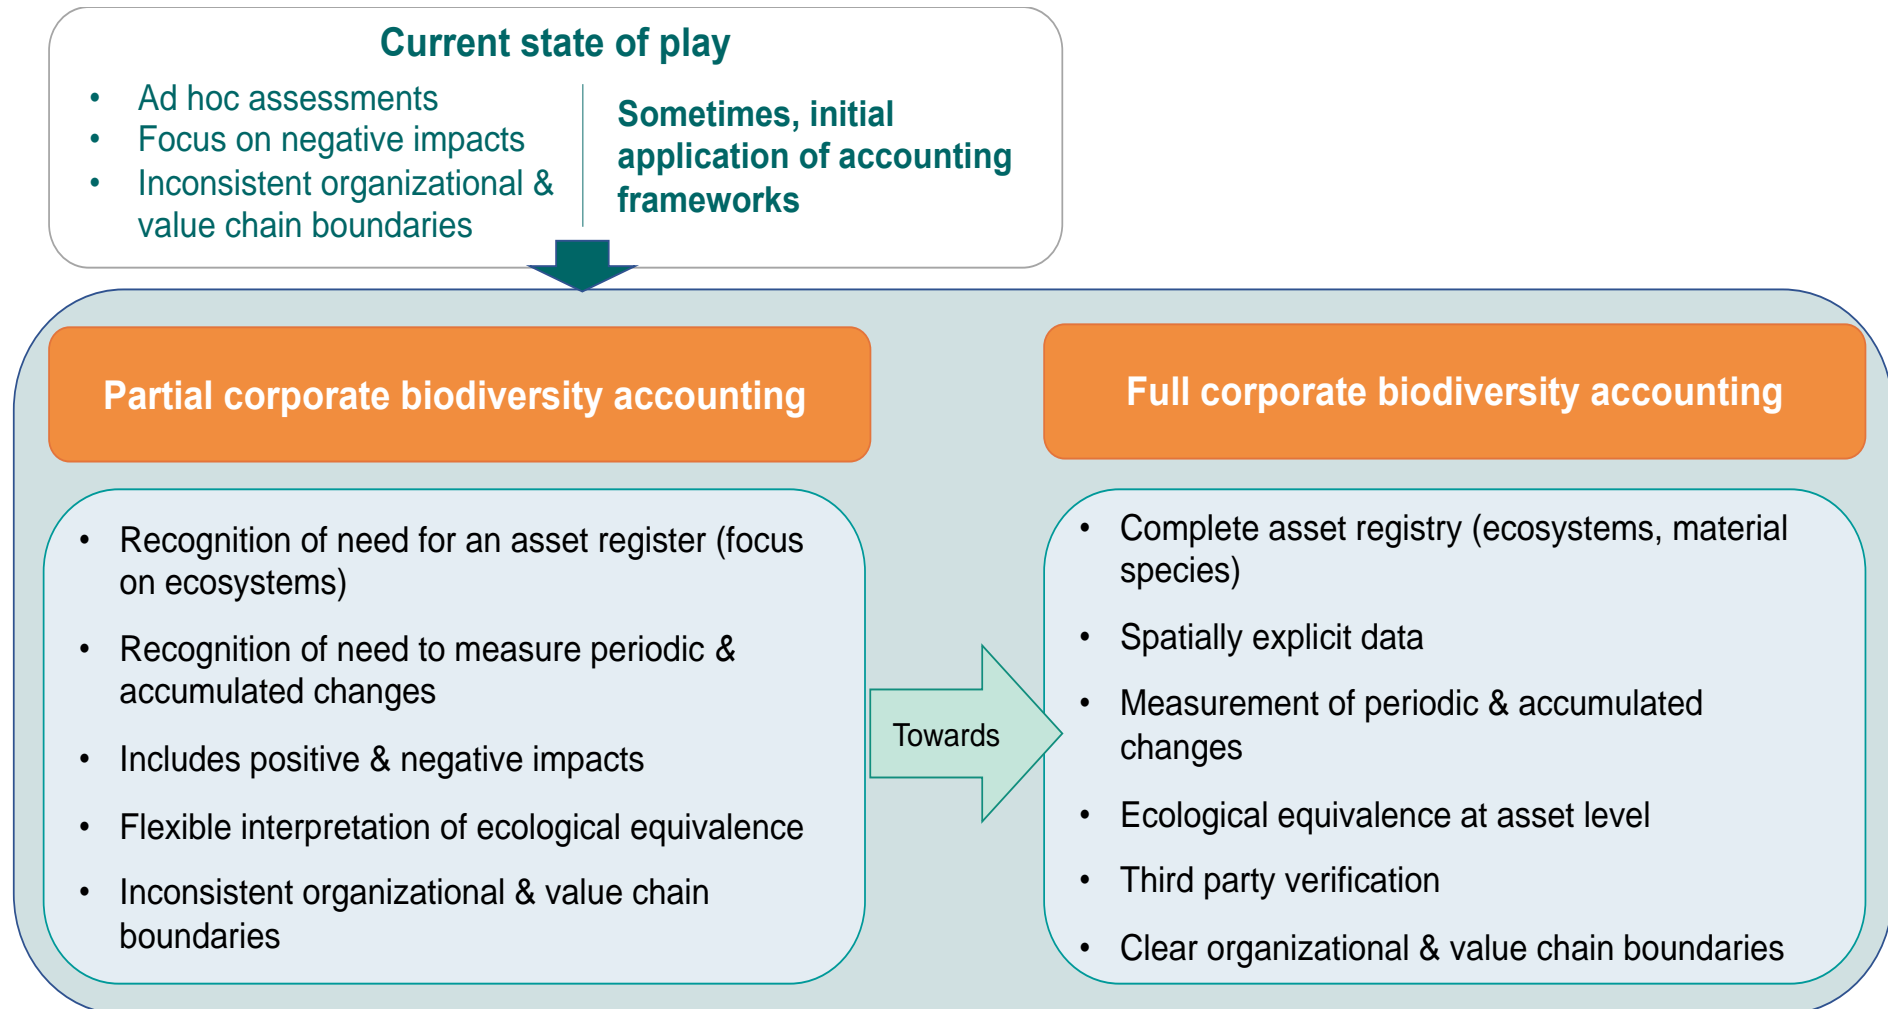 Current state of play
• Ad hoc assessments
• Focus on negative impacts
• Inconsistent organizational &
value chain boundaries
Sometimes, initial
application of accounting
frameworks
Partial corporate biodiversity accounting
• Recognition of need for an asset register (focus
on ecosystems)
• Recognition of need to measure periodic &
accumulated changes
• Includes positive & negative impacts
• Flexible interpretation of ecological equivalence
• Inconsistent organizational & value chain
boundaries
Towards
Full corporate biodiversity accounting
• Complete asset registry (ecosystems, material
species)
• Spatially explicit data
• Measurement of periodic & accumulated
changes
• Ecological equivalence at asset level
• Third party verification
• Clear organizational & value chain boundaries